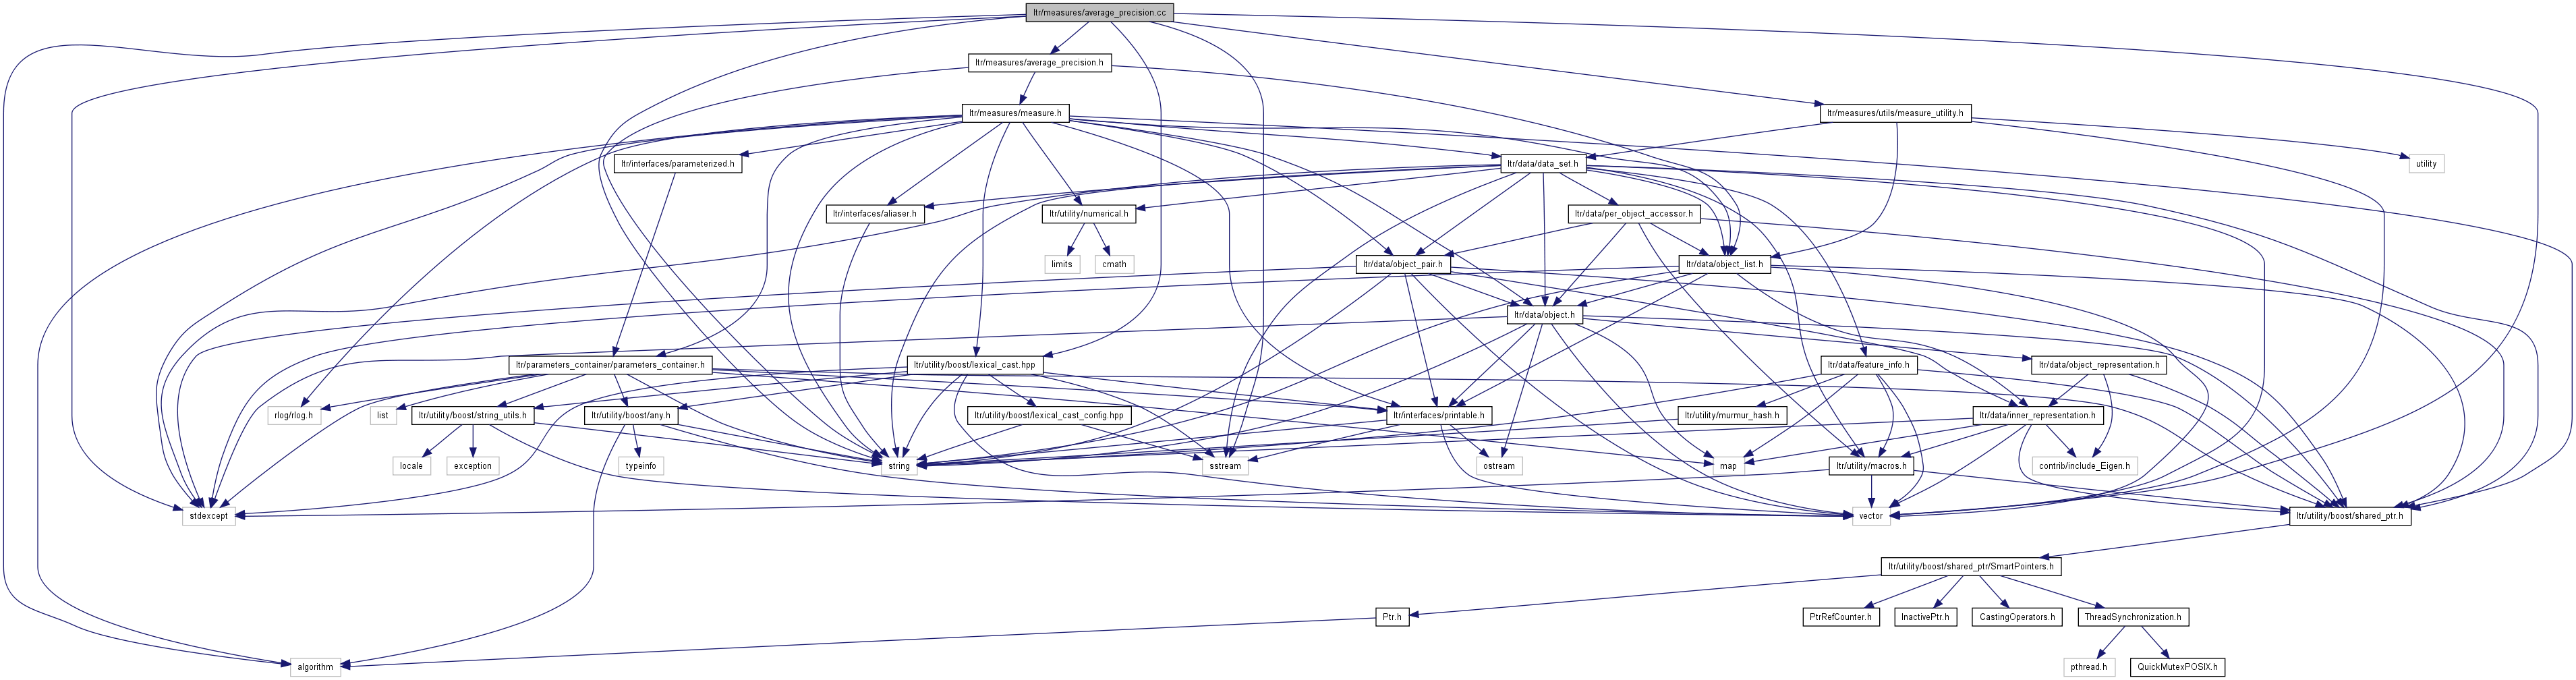 ltr/measures/average_precision.cc
ltr/measures/average_precision.h
ltr/measures/measure.h
ltr/measures/utils/measure_utility.h
ltr/interfaces/parameterized.h
ltr/data/data_set.h
utility
ltr/interfaces/aliaser.h
ltr/utility/numerical.h
ltr/data/per_object_accessor.h
limits
cmath
ltr/data/object_pair.h
ltr/data/object_list.h
ltr/data/object.h
ltr/parameters_container/parameters_container.h
ltr/utility/boost/lexical_cast.hpp
ltr/data/feature_info.h
ltr/data/object_representation.h
rlog/rlog.h
list
ltr/utility/boost/string_utils.h
ltr/utility/boost/any.h
ltr/utility/boost/lexical_cast_config.hpp
ltr/interfaces/printable.h
ltr/utility/murmur_hash.h
ltr/data/inner_representation.h
locale
exception
typeinfo
string
sstream
ostream
map
ltr/utility/macros.h
contrib/include_Eigen.h
stdexcept
vector
ltr/utility/boost/shared_ptr.h
ltr/utility/boost/shared_ptr/SmartPointers.h
Ptr.h
PtrRefCounter.h
InactivePtr.h
CastingOperators.h
ThreadSynchronization.h
algorithm
pthread.h
QuickMutexPOSIX.h